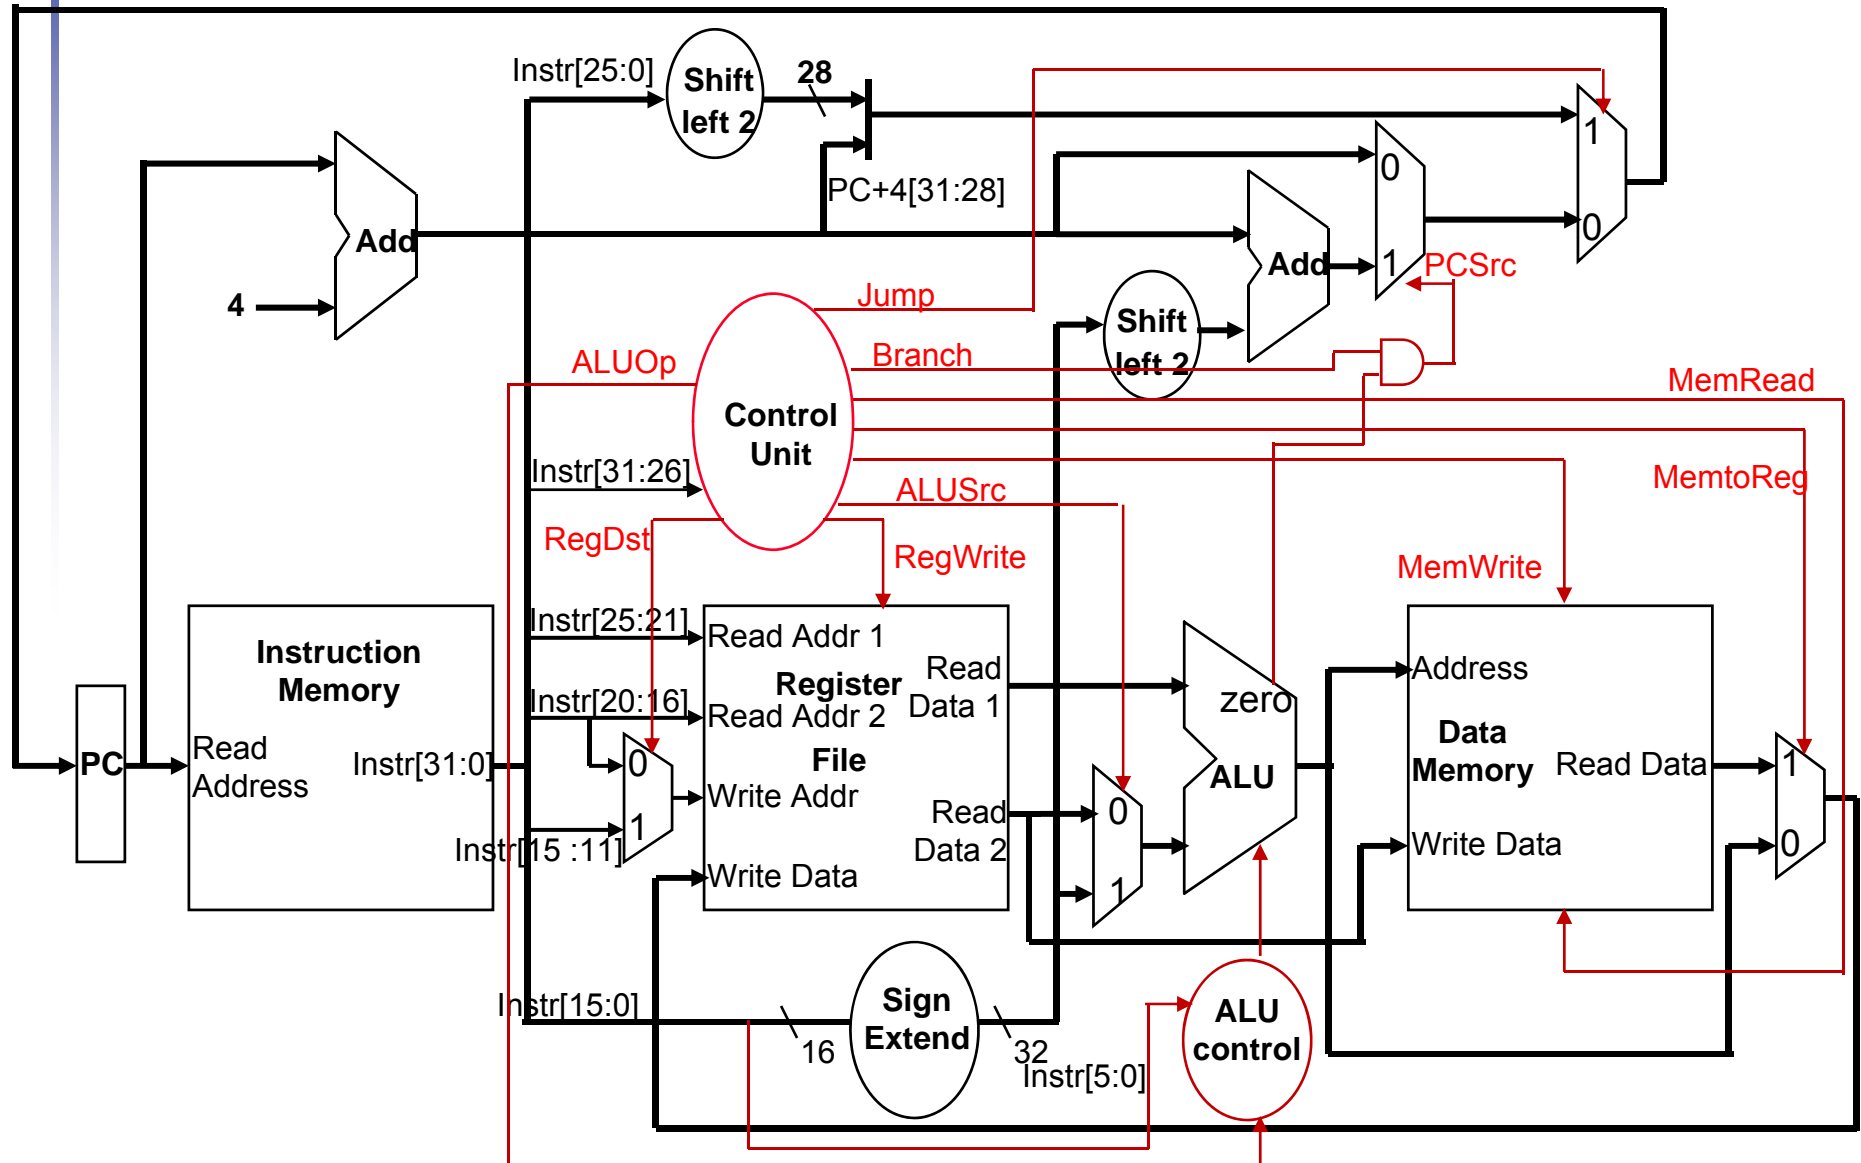 Instr[25:0]
Shift
left 2
28
1
0
PC+4[31:28]
Add
0
1
Add
PCSrc
4
Jump
Shift
left 2
ALUOp
Branch
MemRead
Control
Unit
Instr[31:26]
ALUSrc
MemtoReg
RegDst
RegWrite
MemWrite
Instruction
Memory
Instr[25:21]
Read Addr 1
Read
Data 1
Register
Instr[20:16]
Read Addr 2
File
zero
Address
Data
Memory
Read Data
1
PC
Read
Address
Instr[31:0]
0
Write Addr
1
Instr[15 :11]
Read
Data 2
0
1
ALU
Write Data
0
Write Data
Instr[15:0]
16
Sign
Extend
32
Instr[5:0]
ALU
control